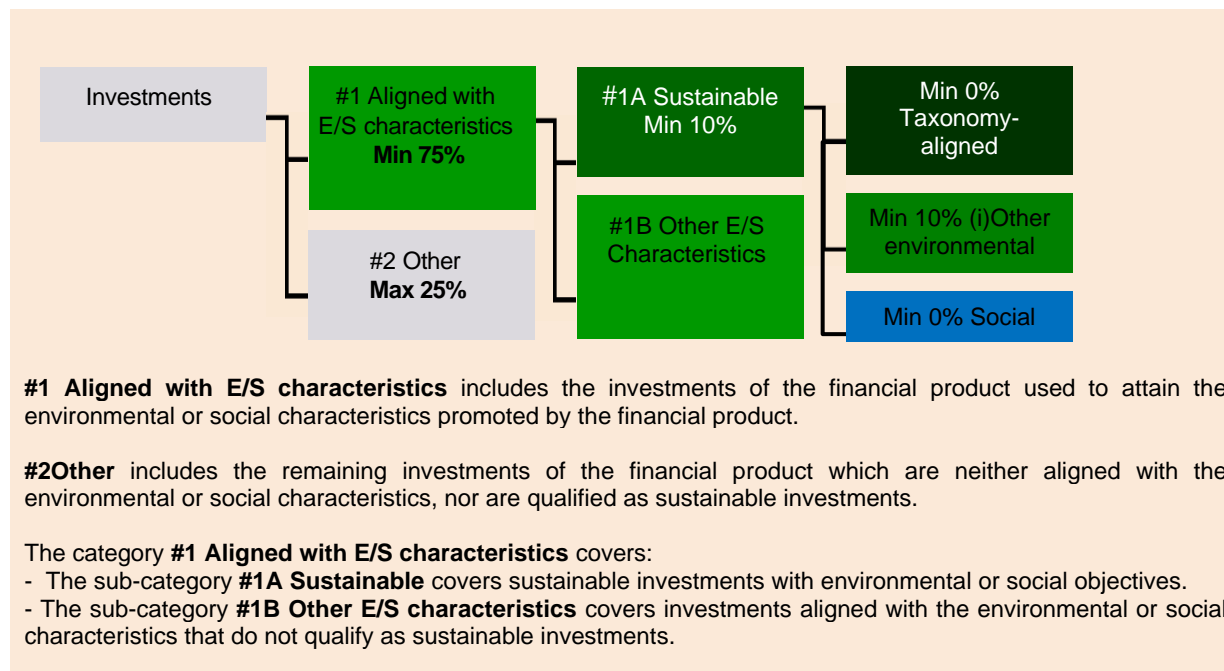 Investments
#1 Aligned with
E/S characteristics
Min 75%
#2 Other
Max 25%
#1A Sustainable
Min 10%
#1B Other E/S
Characteristics
Min 0%
Taxonomy-
aligned
Min 10% (i)Other
environmental
Min 0% Social
#1 Aligned with E/S characteristics includes the investments of the financial product used to attain the
environmental or social characteristics promoted by the financial product.
#2Other includes the remaining investments of the financial product which are neither aligned with the
environmental or social characteristics, nor are qualified as sustainable investments.
The category #1 Aligned with E/S characteristics covers:
- The sub-category #1A Sustainable covers sustainable investments with environmental or social objectives.
- The sub-category #1B Other E/S characteristics covers investments aligned with the environmental or social
characteristics that do not qualify as sustainable investments.